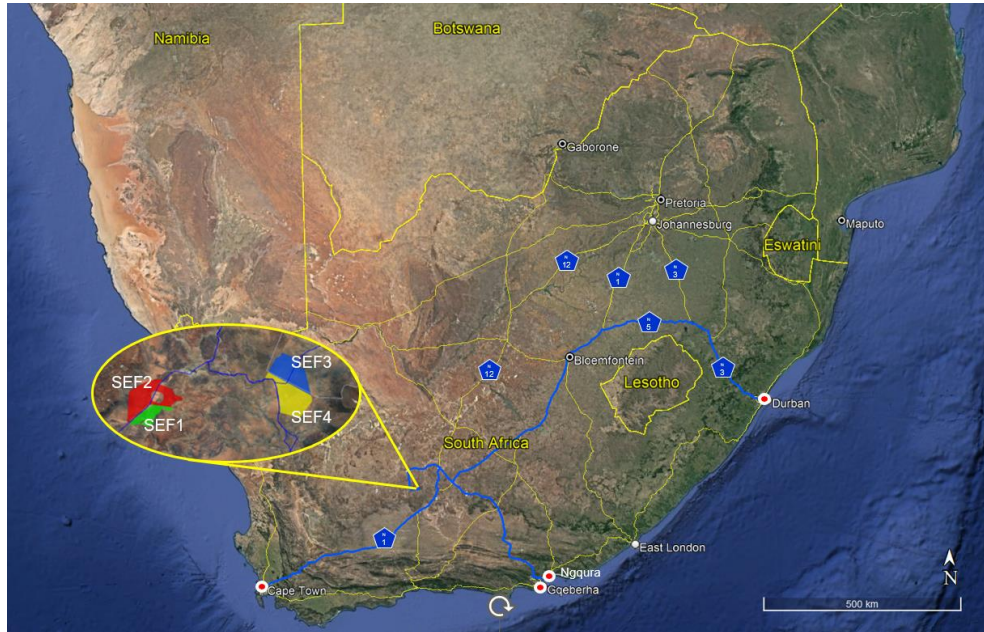 Namibia
Botswana
Gaborone
Pretoria
Johannesburg
Maputo
Eswatini
N
12
N
1
N
3
N
5
Bloemfontein
N
12
Lesotho
N
3
Durban
SEF3
SEF2
SEF4
SEF1
South Africa
N
1
East London
Ngqura
Gqeberha
Cape Town
N
500 km